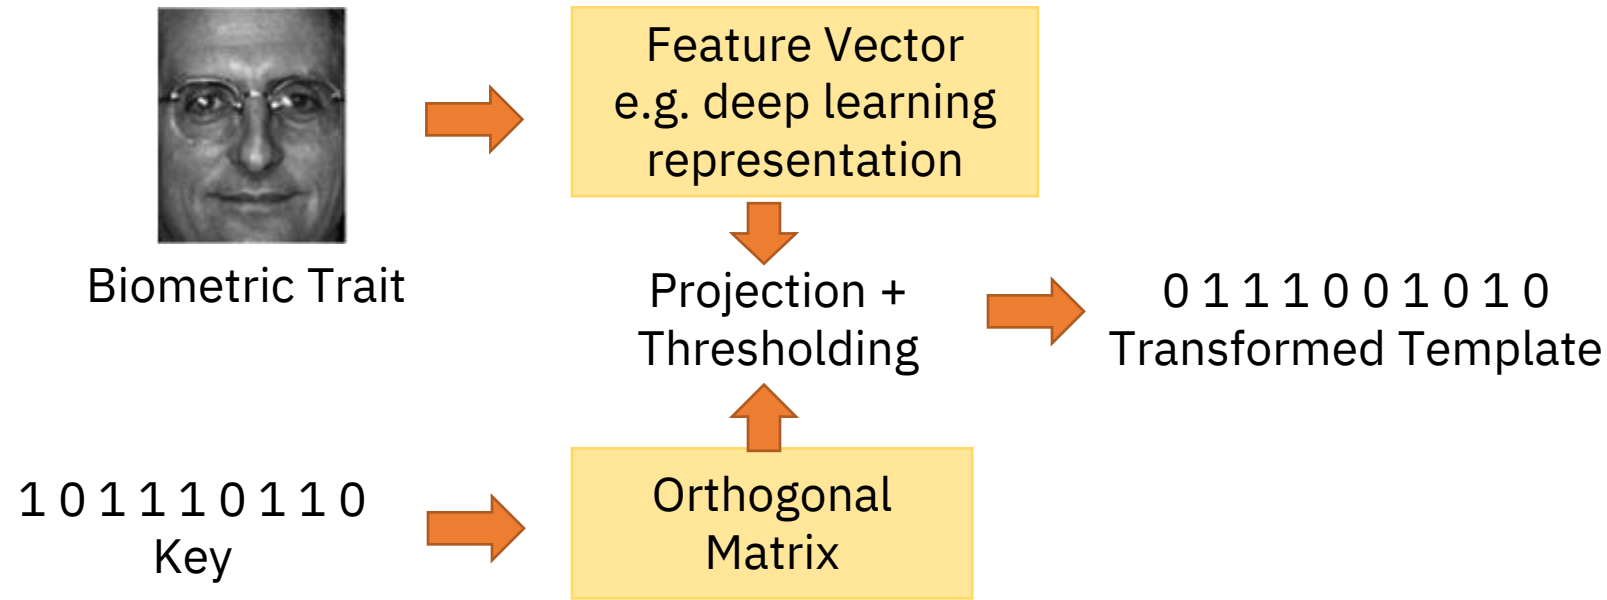 Feature Vector
e.g. deep learning
representation
Biometric Trait
Projection +
Thresholding
0 1 1 1 0 0 1 0 1 0
Transformed Template
1 0 1 1 1 0 1 1 0
Key
Orthogonal
Matrix